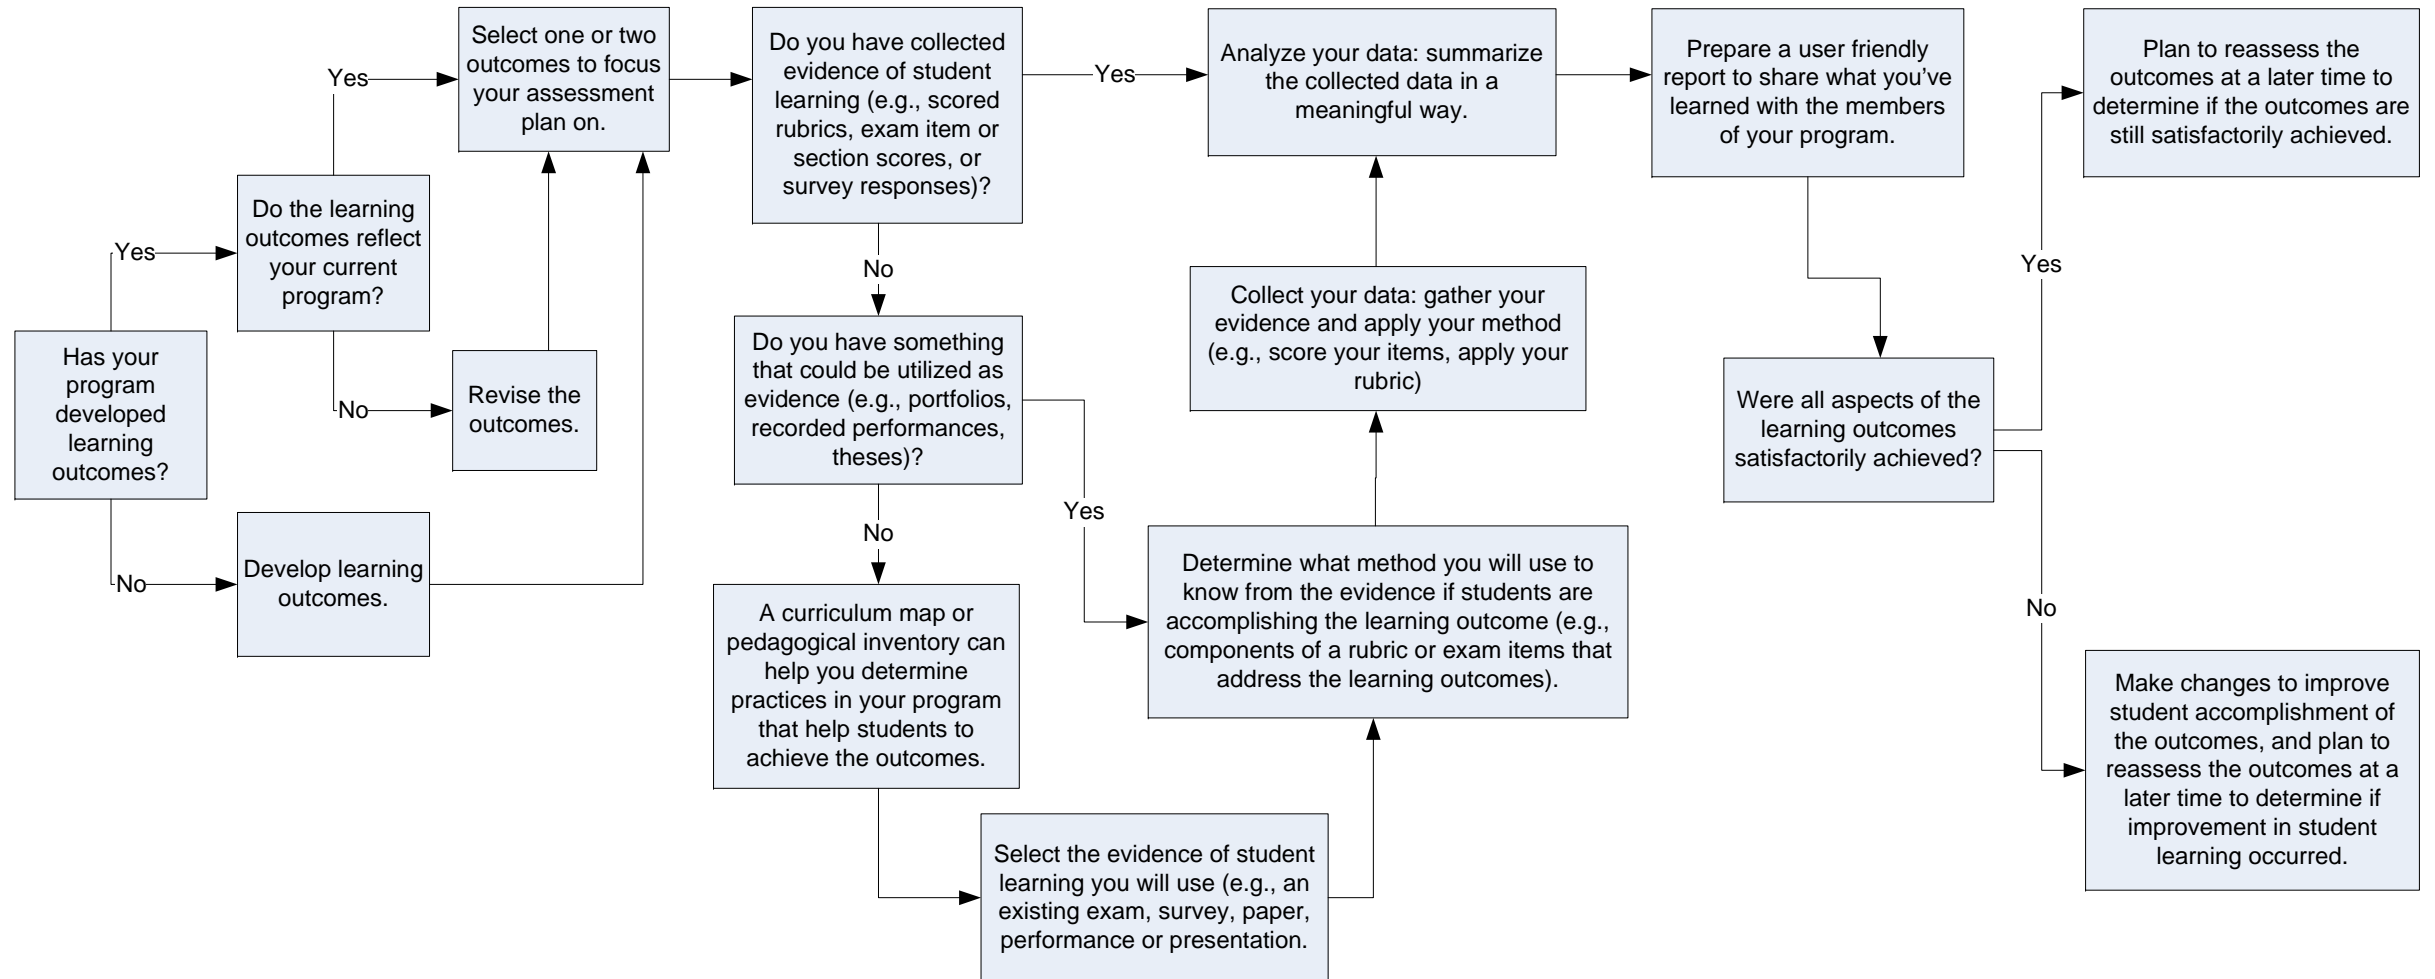 Has your
program
developed
learning
outcomes?
Yes
No
Do the learning
outcomes reflect
your current
program?
Yes
No
Revise the
outcomes.
Develop learning
outcomes.
Select one or two
outcomes to focus
your assessment
plan on.
Do you have collected
evidence of student
learning (e.g., scored
rubrics, exam item or
section scores, or
survey responses)?
Yes
No
Do you have something
that could be utilized as
evidence (e.g., portfolios,
recorded performances,
theses)?
Yes
No
A curriculum map or
pedagogical inventory can
help you determine
practices in your program
that help students to
achieve the outcomes.
Select the evidence of student
learning you will use (e.g., an
existing exam, survey, paper,
performance or presentation.
Determine what method you will use to
know from the evidence if students are
accomplishing the learning outcome (e.g.,
components of a rubric or exam items that
address the learning outcomes).
Collect your data: gather your
evidence and apply your method
(e.g., score your items, apply your
rubric)
Analyze your data: summarize
the collected data in a
meaningful way.
Prepare a user friendly
report to share what you've
learned with the members
of your program.
Were all aspects of the
learning outcomes
satisfactorily achieved?
Yes
No
Plan to reassess the
outcomes at a later time to
determine if the outcomes are
still satisfactorily achieved.
Make changes to improve
student accomplishment of
the outcomes, and plan to
reassess the outcomes at a
later time to determine if
improvement in student
learning occurred.